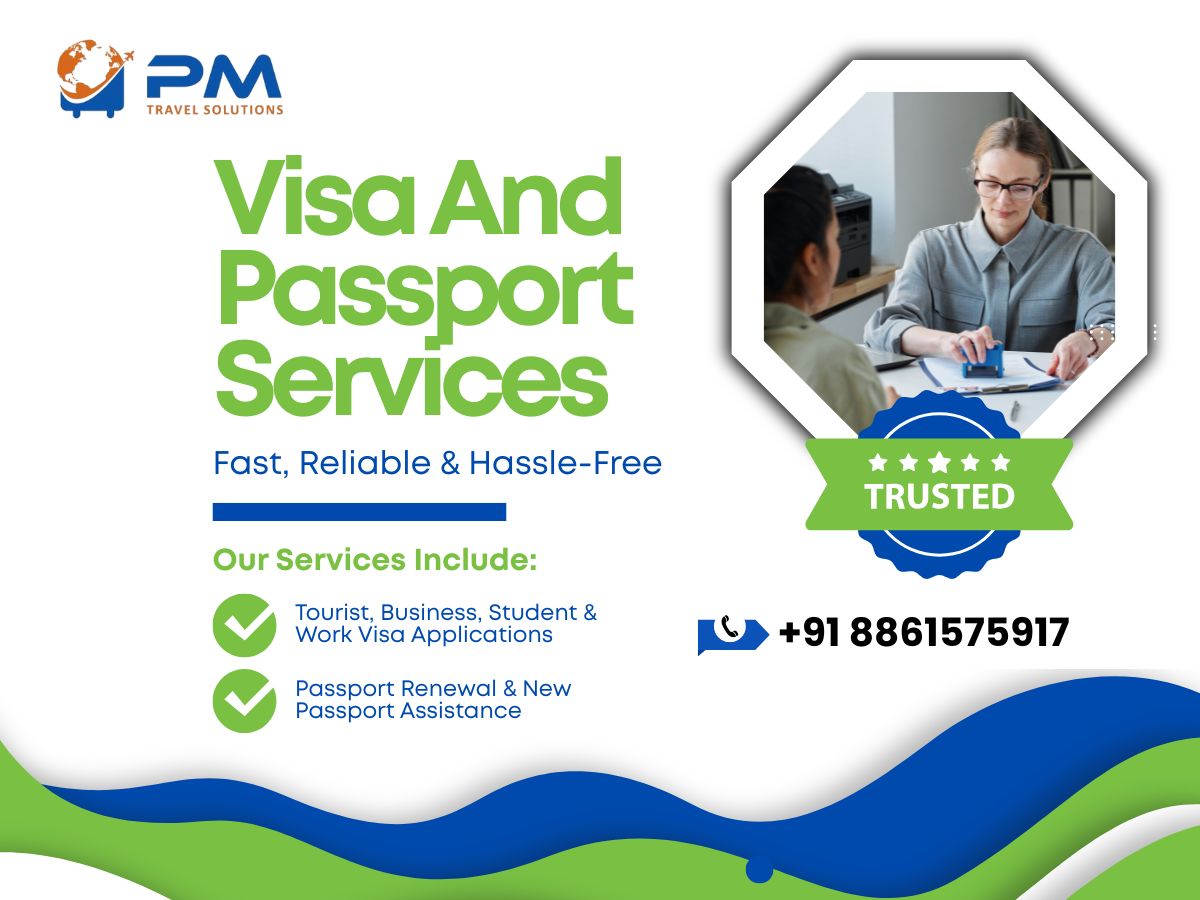 PM
TRAVEL SOLUTIONS
Visa And
Passport
Services
Fast, Reliable & Hassle-Free
Our Services Include:
Tourist, Business, Student &
Work Visa Applications
Passport Renewal & New
Passport Assistance
TRUSTED
+91 8861575917